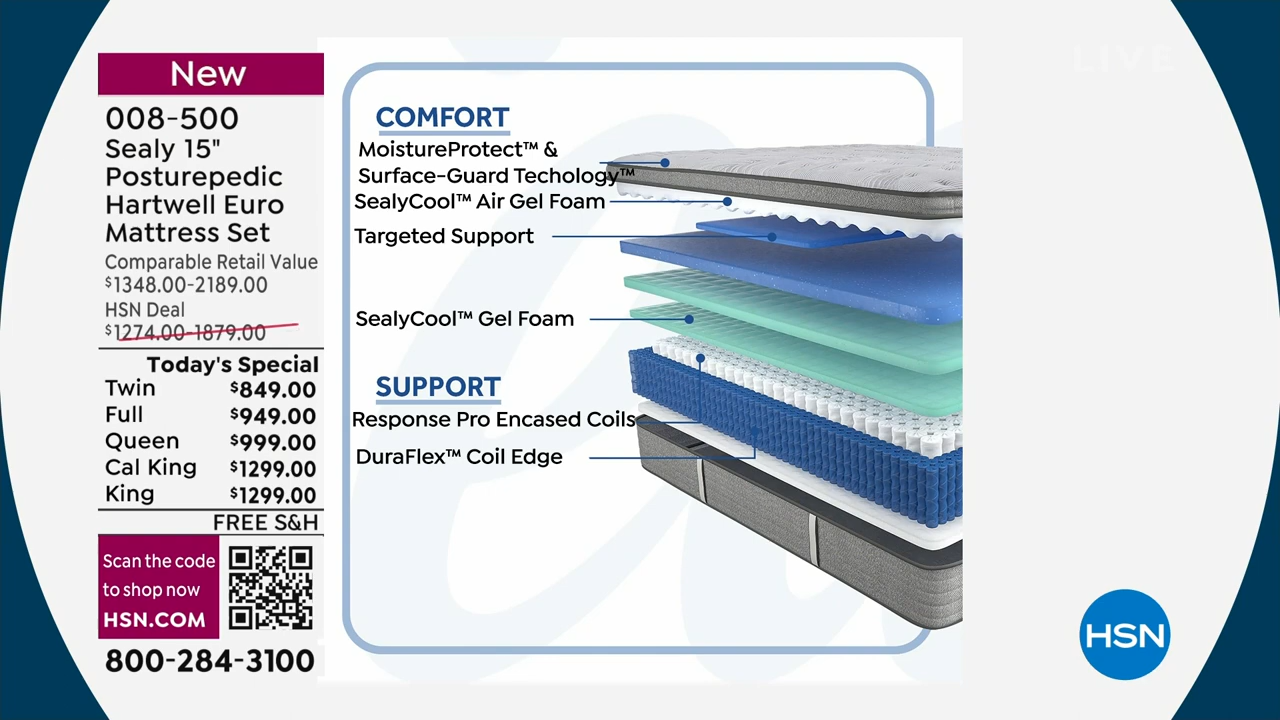 LIVE
New
008-500
Sealy 15"
Posturepedic
Hartwell Euro
Mattress Set
Comparable Retail Value
$1348.00-2189.00
HSN Deal
$1274.00-1879.00
Today's Special
Twin $849.00
Full $949.00
Queen $999.00
Cal King $1299.00
King $1299.00
FREE S&H
Scan the code
to shop now
HSN.COM
800-284-3100
COMFORT
MoistureProtect™ &
Surface-Guard Techology™
SealyCool™ Air Gel Foam
Targeted Support
SealyCool™ Gel Foam
SUPPORT
Response Pro Encased Coils
DuraFlex™ Coil Edge
HSN